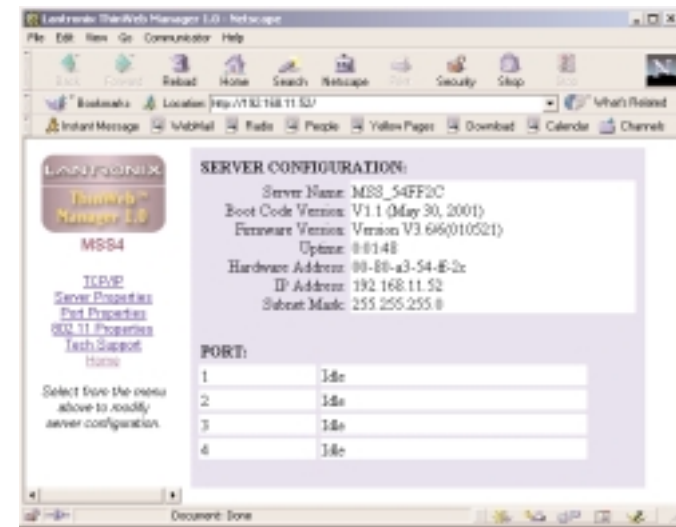 Lantronix ThinWeb Manager 1.0 - Netscape
File Edit View Go Communicator Help
Back Forward Reload Home Search Netscape Print Security Shop Stop
Bookmarks Location http://192.168.11.52/ What's Related
Instant Message WebMail Radio People Yellow Pages Download Calendar Channels
LANTRONIX
ThinWeb™
Manager 1.0
MSS4
TCP/IP
Server Properties
Port Properties
802.11 Properties
Tech Support
Home
Select from the menu
above to modify
server configuration.
SERVER CONFIGURATION:
Server Name: MSS_54FF2C
Boot Code Version: V1.1 (May 30, 2001)
Firmware Version: Version V3.6/6(010521)
Uptime: 0:01:48
Hardware Address: 00-80-a3-54-ff-2c
IP Address: 192.168.11.52
Subnet Mask: 255.255.255.0
PORT:
1 Idle
2 Idle
3 Idle
4 Idle
Document: Done